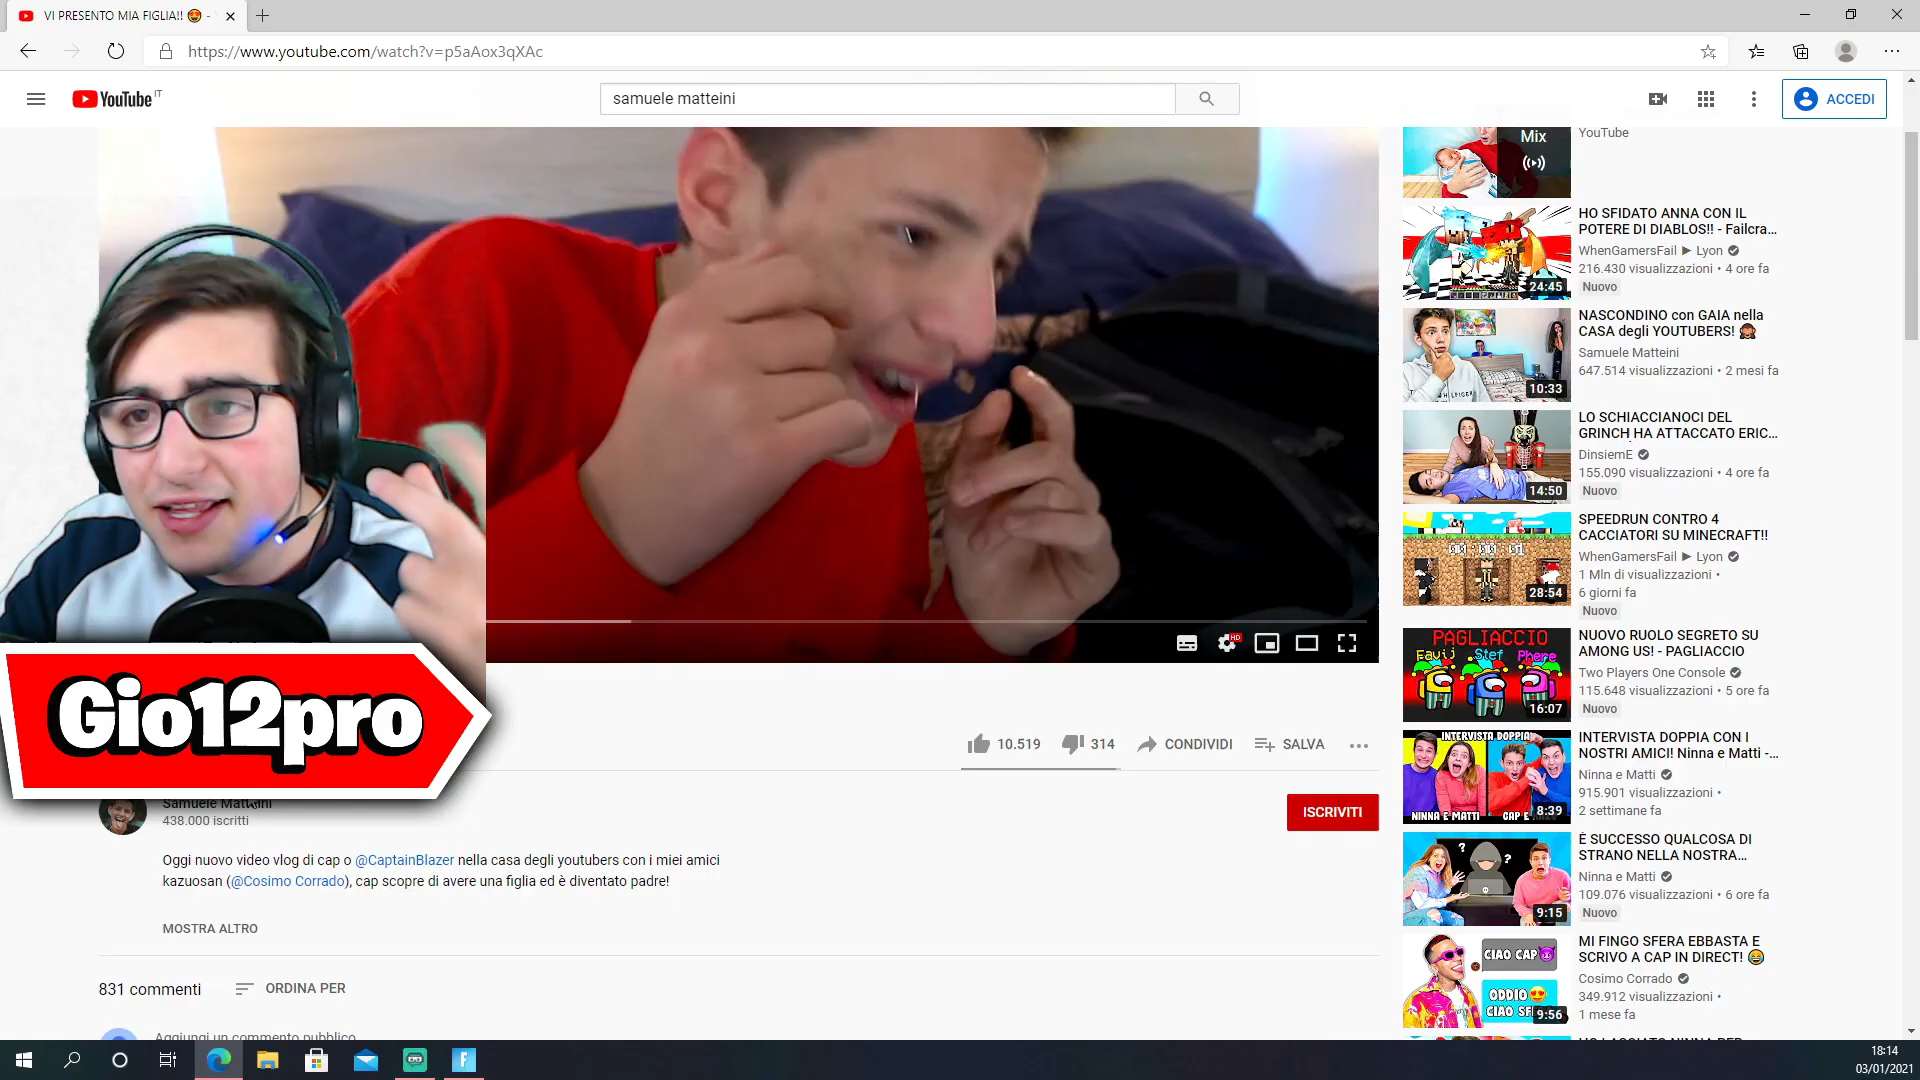 VI PRESENTO MIA FIGLIA!! 😍 -
https://www.youtube.com/watch?v=p5aAox3qXAc
YouTube IT
samuele matteini
ACCEDI
Mix
YouTube
HO SFIDATO ANNA CON IL
POTERE DI DIABLOS!! - Failcra...
WhenGamersFail ► Lyon
216.430 visualizzazioni • 4 ore fa
Nuovo
24:45
NASCONDINO con GAIA nella
CASA degli YOUTUBERS! 🙊
Samuele Matteini
647.514 visualizzazioni • 2 mesi fa
10:33
LO SCHIACCIANOCI DEL
GRINCH HA ATTACCATO ERIC...
DinsiemE
155.090 visualizzazioni • 4 ore fa
Nuovo
14:50
SPEEDRUN CONTRO 4
CACCIATORI SU MINECRAFT!!
WhenGamersFail ► Lyon
1 Mln di visualizzazioni •
6 giorni fa
Nuovo
28:54
PAGLIACCIO
Favij Stef Phere
NUOVO RUOLO SEGRETO SU
AMONG US! - PAGLIACCIO
Two Players One Console
115.648 visualizzazioni • 5 ore fa
Nuovo
16:07
INTERVISTA DOPPIA
NINNA E MATTI
INTERVISTA DOPPIA CON I
NOSTRI AMICI! Ninna e Matti -...
Ninna e Matti
915.901 visualizzazioni •
2 settimane fa
8:39
È SUCCESSO QUALCOSA DI
STRANO NELLA NOSTRA...
Ninna e Matti
109.076 visualizzazioni • 6 ore fa
Nuovo
9:15
CIAO CAP😈
ODDIO😍
MI FINGO SFERA EBBASTA E
SCRIVO A CAP IN DIRECT! 😂
Cosimo Corrado
349.912 visualizzazioni •
1 mese fa
9:56
HD
Gio12pro
10.519
314
CONDIVIDI
SALVA
Samuele Matteini
438.000 iscritti
ISCRIVITI
Oggi nuovo video vlog di cap o @CaptainBlazer nella casa degli youtubers con i miei amici
kazuosan (@Cosimo Corrado), cap scopre di avere una figlia ed è diventato padre!
MOSTRA ALTRO
831 commenti
ORDINA PER
Aggiungi un commento pubblico
18:14
03/01/2021